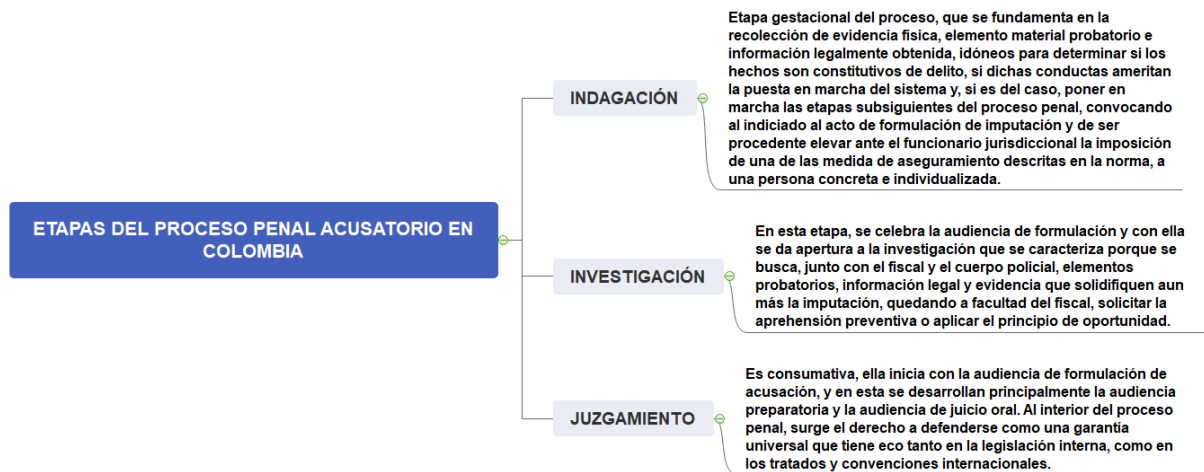 Etapa gestacional del proceso, que se fundamenta en la
recolección de evidencia física, elemento material probatorio e
información legalmente obtenida, idóneos para determinar si los
hechos son constitutivos de delito, si dichas conductas ameritan
la puesta en marcha del sistema y, si es del caso, poner en
marcha las etapas subsiguientes del proceso penal, convocando
al indiciado al acto de formulación de imputación y de ser
procedente elevar ante el funcionario jurisdiccional la imposición
de una de las medida de aseguramiento descritas en la norma, a
una persona concreta e individualizada.
INDAGACIÓN
ETAPAS DEL PROCESO PENAL ACUSATORIO EN
COLOMBIA
En esta etapa, se celebra la audiencia de formulación y con ella
se da apertura a la investigación que se caracteriza porque se
busca, junto con el fiscal y el cuerpo policial, elementos
probatorios, información legal y evidencia que solidifiquen aun
más la imputación, quedando a facultad del fiscal, solicitar la
aprehensión preventiva o aplicar el principio de oportunidad.
INVESTIGACIÓN
Es consumativa, ella inicia con la audiencia de formulación de
acusación, y en esta se desarrollan principalmente la audiencia
preparatoria y la audiencia de juicio oral. Al interior del proceso
penal, surge el derecho a defenderse como una garantía
universal que tiene eco tanto en la legislación interna, como en
los tratados y convenciones internacionales.
JUZGAMIENTO